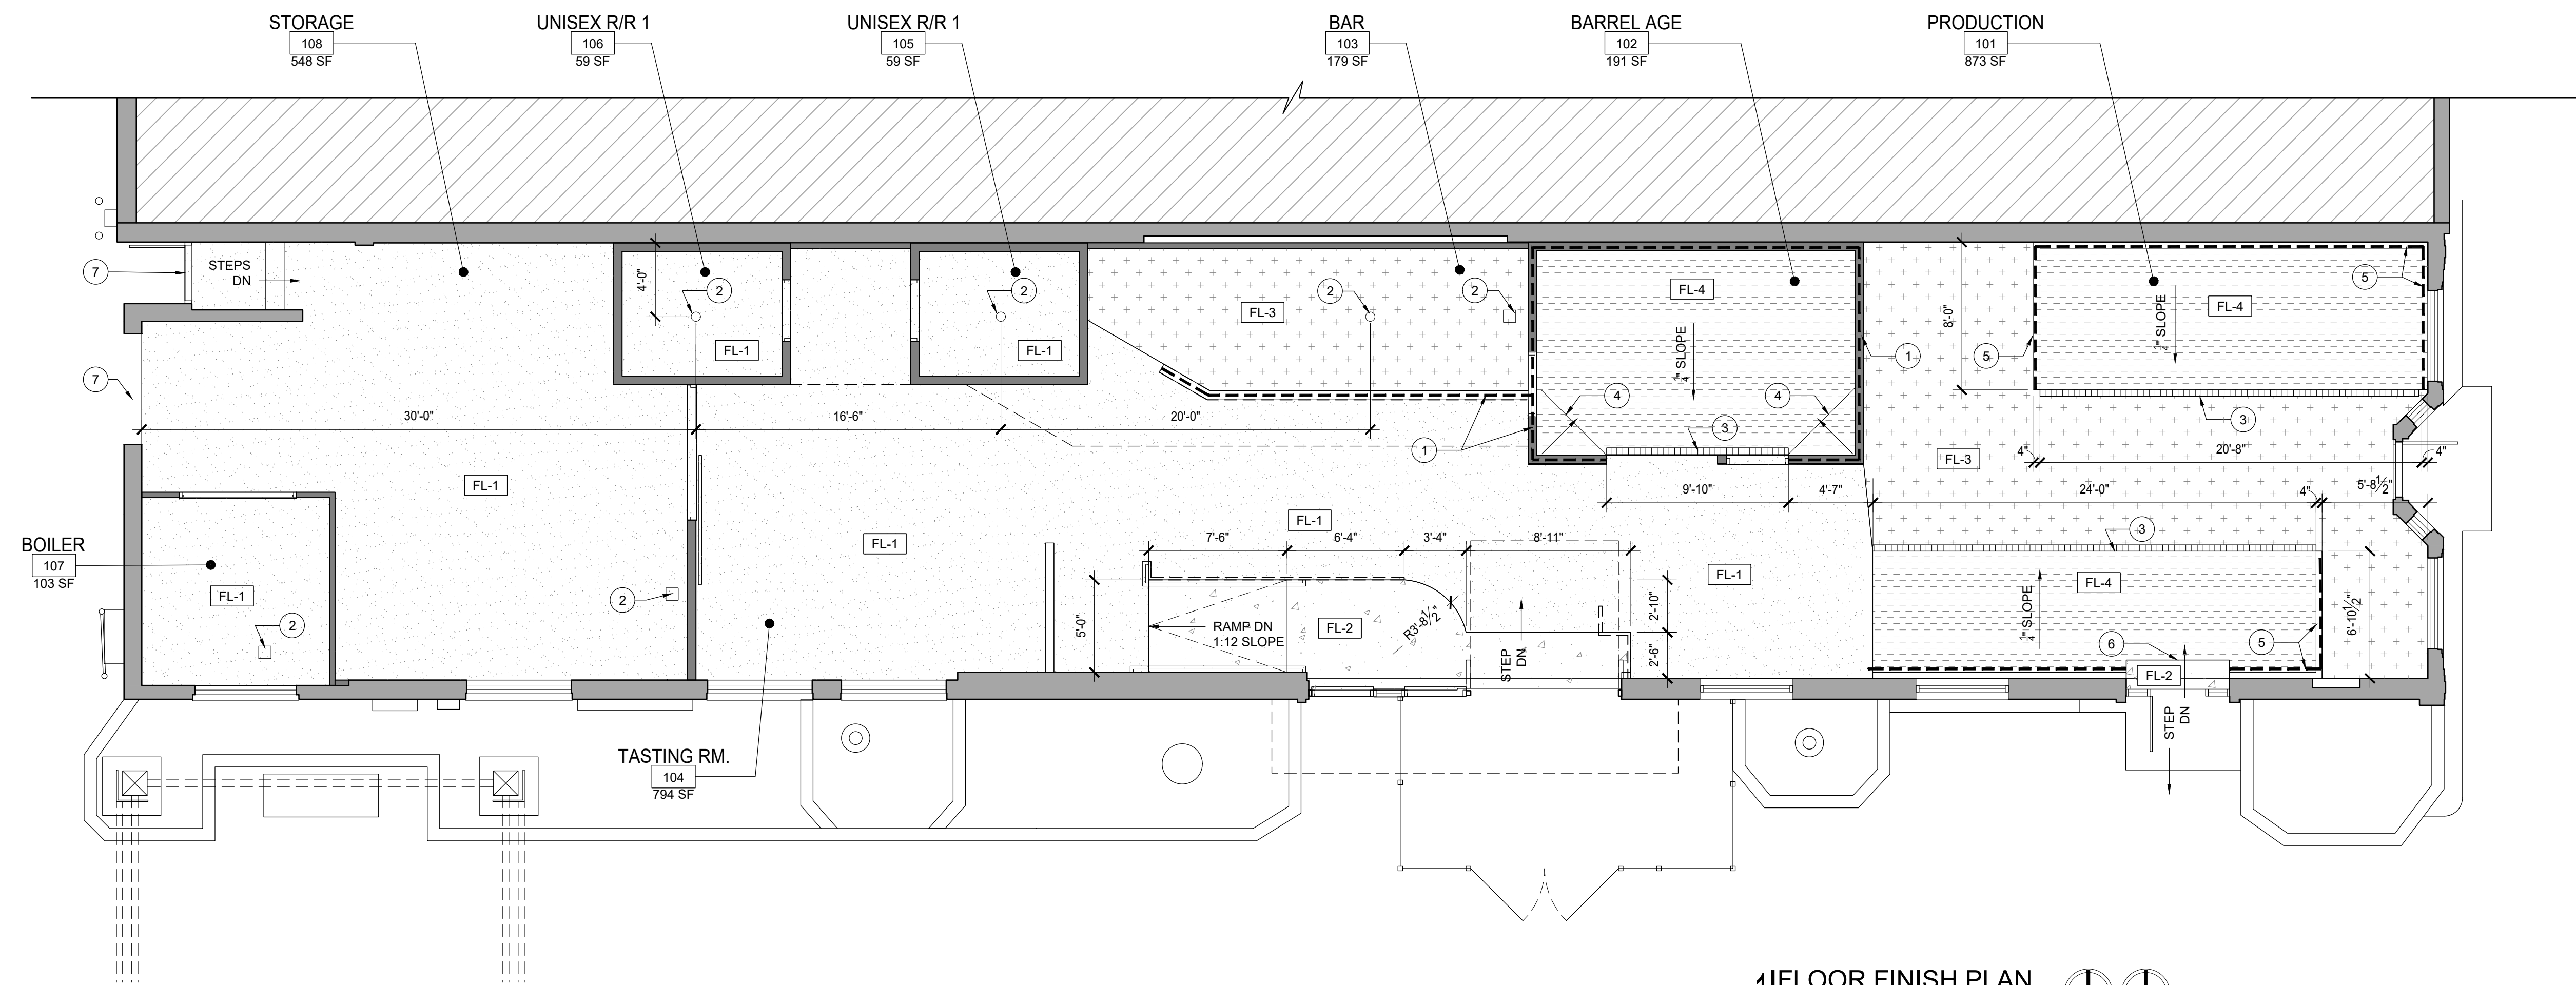 STORAGE
108
548 SF
UNISEX R/R 1
106
59 SF
UNISEX R/R 1
105
59 SF
BAR
103
179 SF
BARREL AGE
102
191 SF
PRODUCTION
101
873 SF
7
STEPS
DN
4'-0"
2
FL-1
2
FL-1
FL-3
2
2
FL-4
1/4" SLOPE
1
8'-0"
5
FL-4
1/4" SLOPE
5
7
30'-0"
16'-6"
20'-0"
1
4
4
3
3
FL-3
4"
20'-8"
4"
FL-1
FL-1
FL-1
9'-10"
4'-7"
24'-0"
4"
5'-8 1/2"
7'-6"
6'-4"
3'-4"
8'-11"
3
BOILER
107
103 SF
FL-1
2
2
5'-0"
RAMP DN
1:12 SLOPE
FL-2
R3'-8 1/2"
STEP
DN
2'-10"
2'-6"
FL-1
FL-4
1/4" SLOPE
6
5
6'-10 1/2"
FL-2
STEP
DN
TASTING RM.
104
794 SF
FLOOR FINISH PLAN